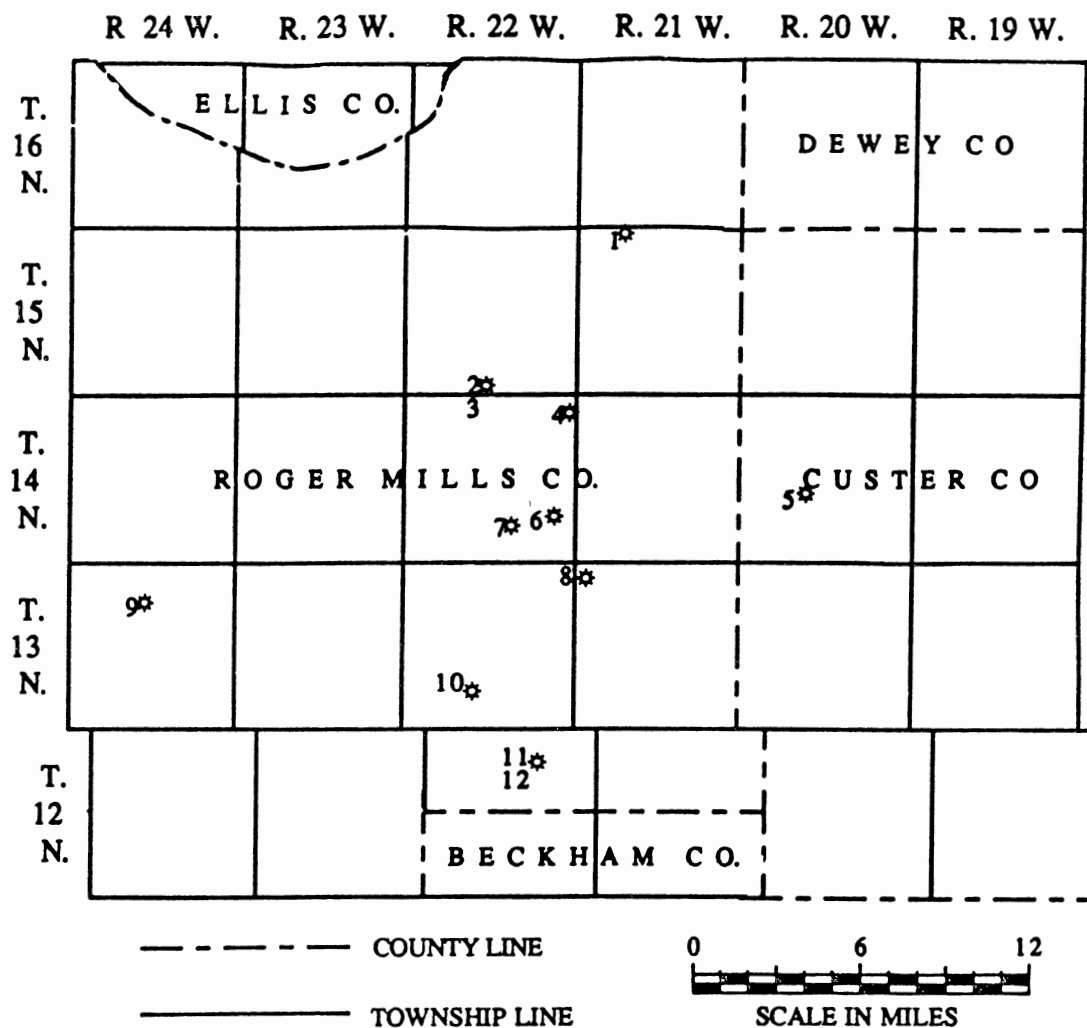 R 24 W. R. 23 W. R. 22 W. R. 21 W. R. 20 W. R. 19 W.
T.
16
N.
ELLIS CO.
DEWEY CO
1
T.
15
N.
2
3
4
T.
14
N.
ROGER MILLS CO.
CUSTER CO
5
7 6
8
T.
13
N.
9
10
T.
12
N.
11
12
BECKHAM CO.
COUNTY LINE
0 6 12
TOWNSHIP LINE
SCALE IN MILES